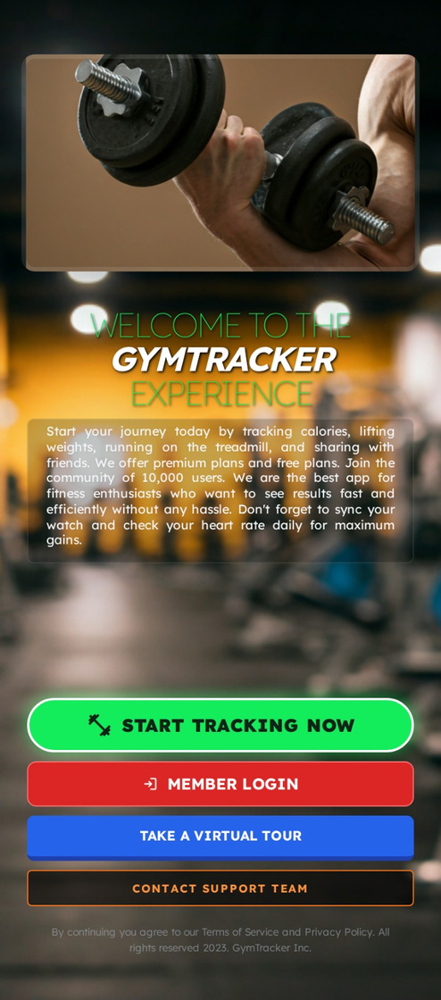 WELCOME TO THE
GYMTRACKER
EXPERIENCE
Start your journey today by tracking calories, lifting
weights, running on the treadmill, and sharing with
friends. We offer premium plans and free plans. Join the
community of 10,000 users. We are the best app for
fitness enthusiasts who want to see results fast and
efficiently without any hassle. Don't forget to sync your
watch and check your heart rate daily for maximum
gains.
START TRACKING NOW
MEMBER LOGIN
TAKE A VIRTUAL TOUR
CONTACT SUPPORT TEAM
By continuing you agree to our Terms of Service and Privacy Policy. All
rights reserved 2023. GymTracker Inc.